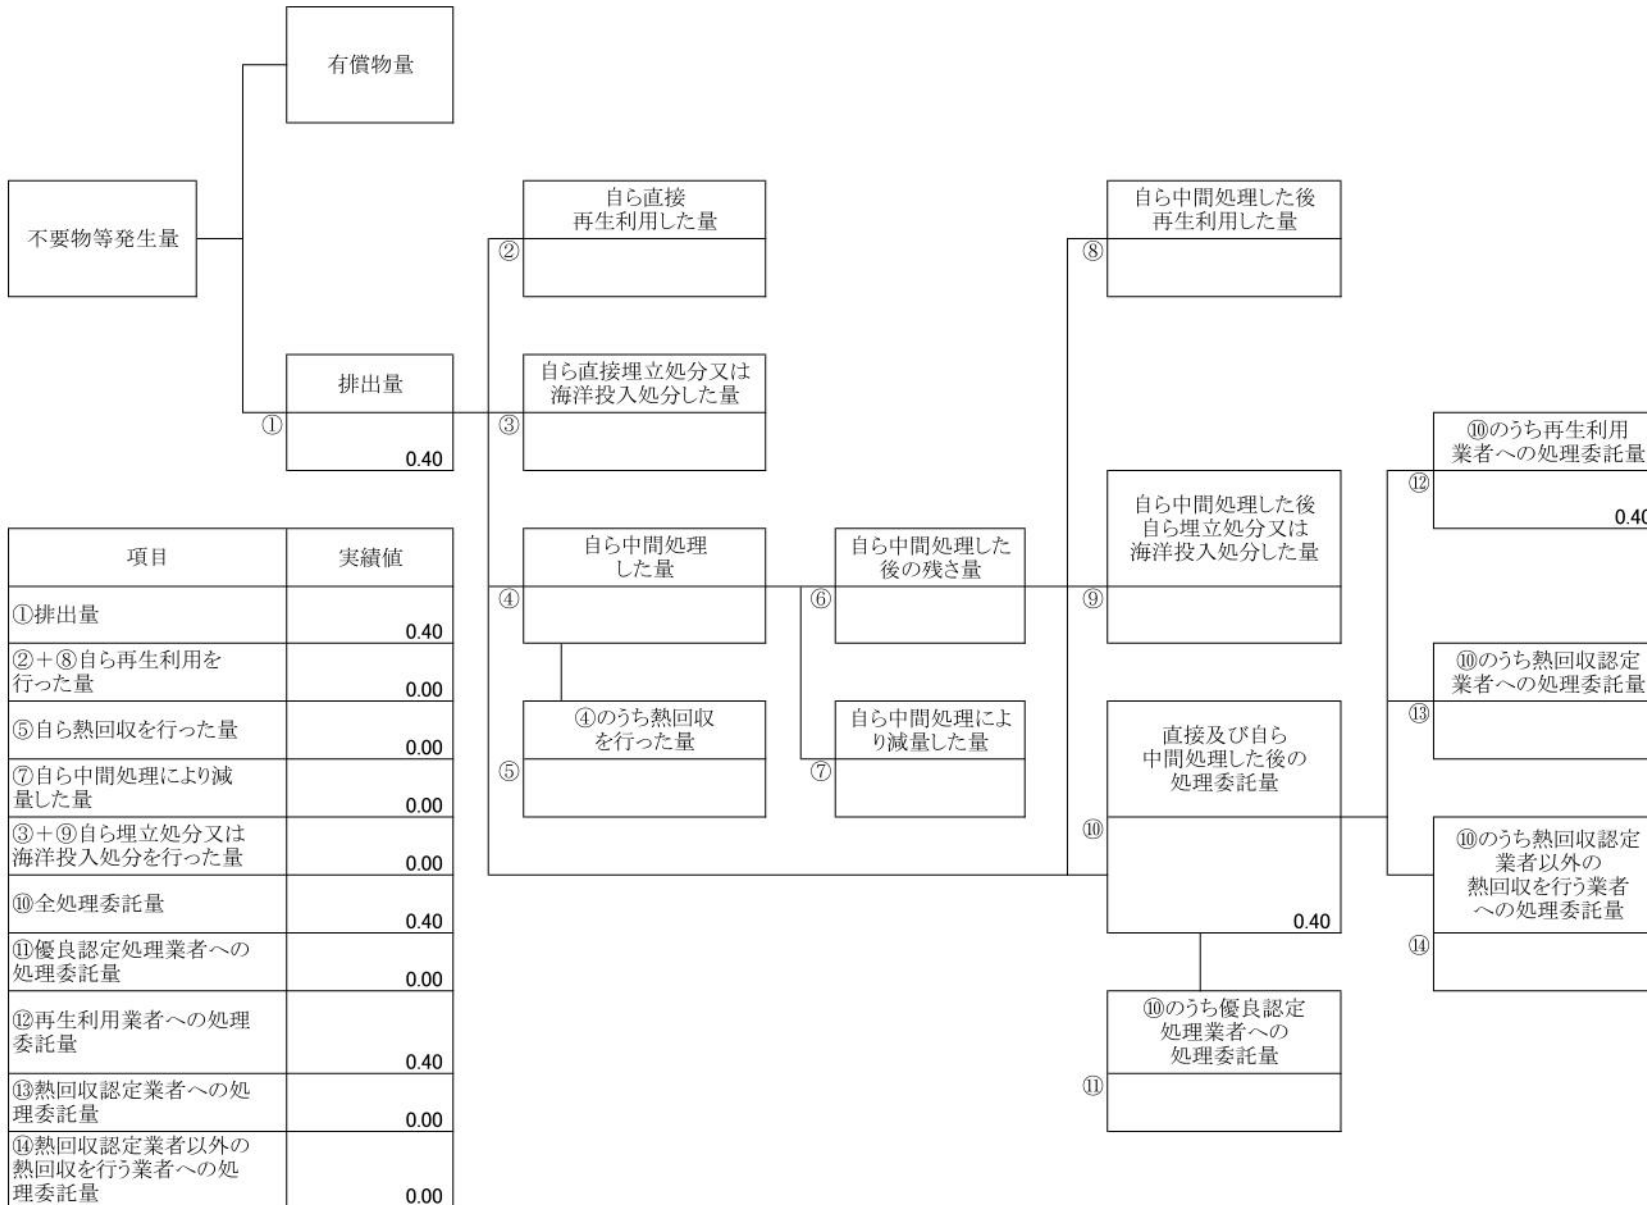 有償物量
不要物等発生量
自ら直接
再生利用した量
②
自ら中間処理した後
再生利用した量
⑧
排出量
①
0.40
自ら直接埋立処分又は
海洋投入処分した量
③
⑩のうち再生利用
業者への処理委託量
⑫
0.40
自ら中間処理
した量
④
自ら中間処理した
後の残さ量
⑥
自ら中間処理した後
自ら埋立処分又は
海洋投入処分した量
⑨
④のうち熱回収
を行った量
⑤
自ら中間処理によ
り減量した量
⑦
直接及び自ら
中間処理した後の
処理委託量
⑩
0.40
⑩のうち熱回収認定
業者への処理委託量
⑬
⑩のうち熱回収認定
業者以外の
熱回収を行う業者
への処理委託量
⑭
⑩のうち優良認定
処理業者への
処理委託量
⑪
項目 実績値
①排出量 0.40
②+⑧自ら再生利用を
行った量 0.00
⑤自ら熱回収を行った量 0.00
⑦自ら中間処理により減
量した量 0.00
③+⑨自ら埋立処分又は
海洋投入処分を行った量 0.00
⑩全処理委託量 0.40
⑪優良認定処理業者への
処理委託量 0.00
⑫再生利用業者への処理
委託量 0.40
⑬熱回収認定業者への処
理委託量 0.00
⑭熱回収認定業者以外の
熱回収を行う業者への処
理委託量 0.00